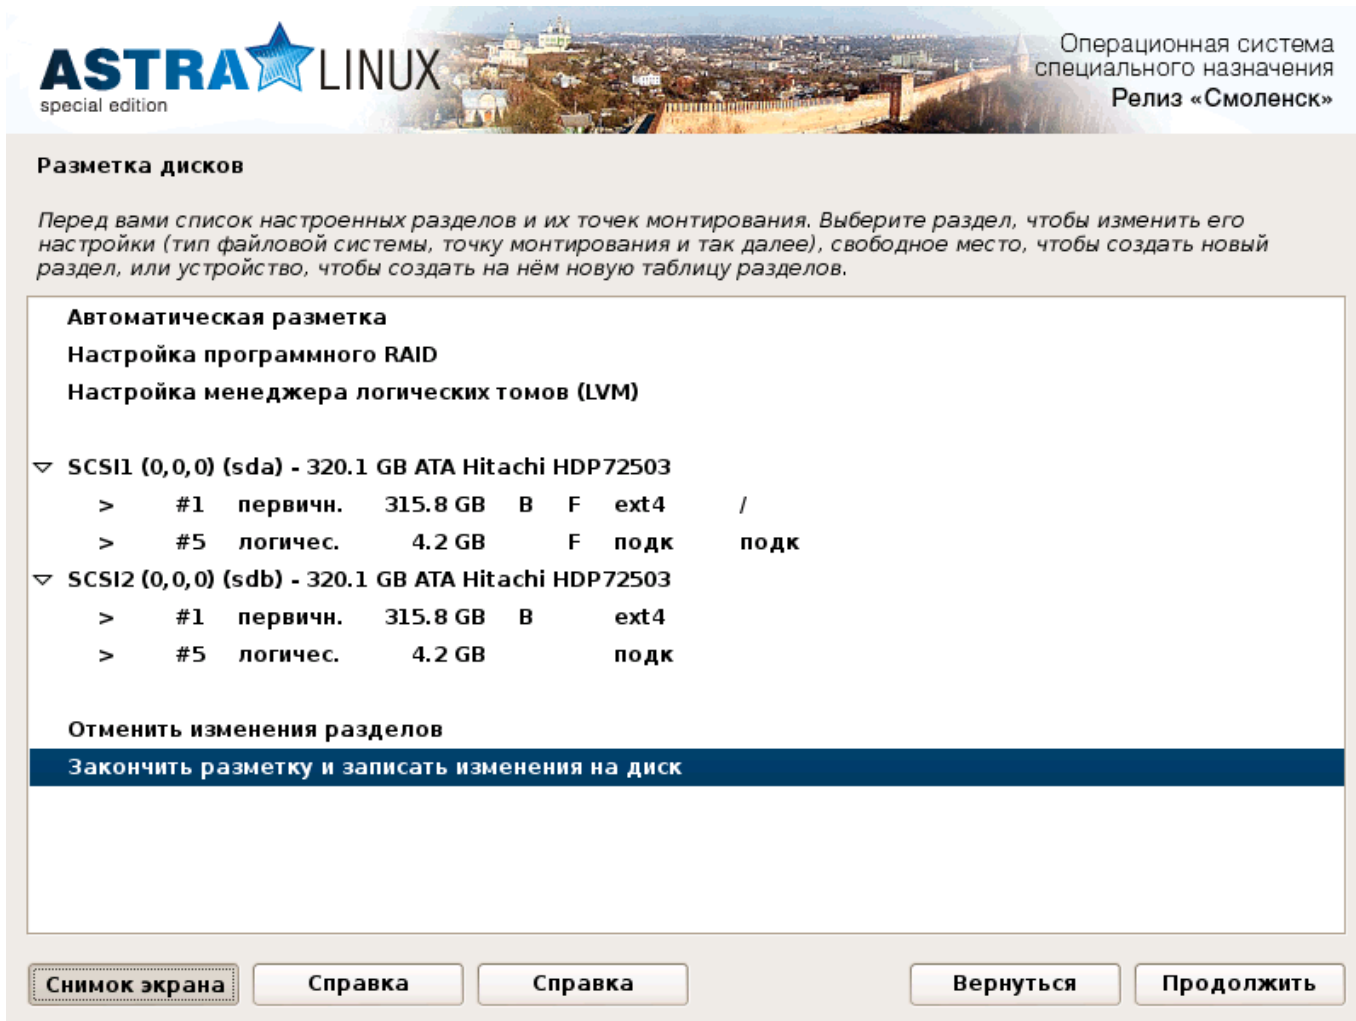 ASTRA LINUX
special edition
Операционная система
специального назначения
Релиз «Смоленск»
Разметка дисков
Перед вами список настроенных разделов и их точек монтирования. Выберите раздел, чтобы изменить его
настройки (тип файловой системы, точку монтирования и так далее), свободное место, чтобы создать новый
раздел, или устройство, чтобы создать на нём новую таблицу разделов.
Автоматическая разметка
Настройка программного RAID
Настройка менеджера логических томов (LVM)
SCSI1 (0,0,0) (sda) - 320.1 GB ATA Hitachi HDP72503
> #1 первичн. 315.8 GB B F ext4 /
> #5 логичес. 4.2 GB F подк подк
SCSI2 (0,0,0) (sdb) - 320.1 GB ATA Hitachi HDP72503
> #1 первичн. 315.8 GB B ext4
> #5 логичес. 4.2 GB подк
Отменить изменения разделов
Закончить разметку и записать изменения на диск
Снимок экрана Справка Справка Вернуться Продолжить